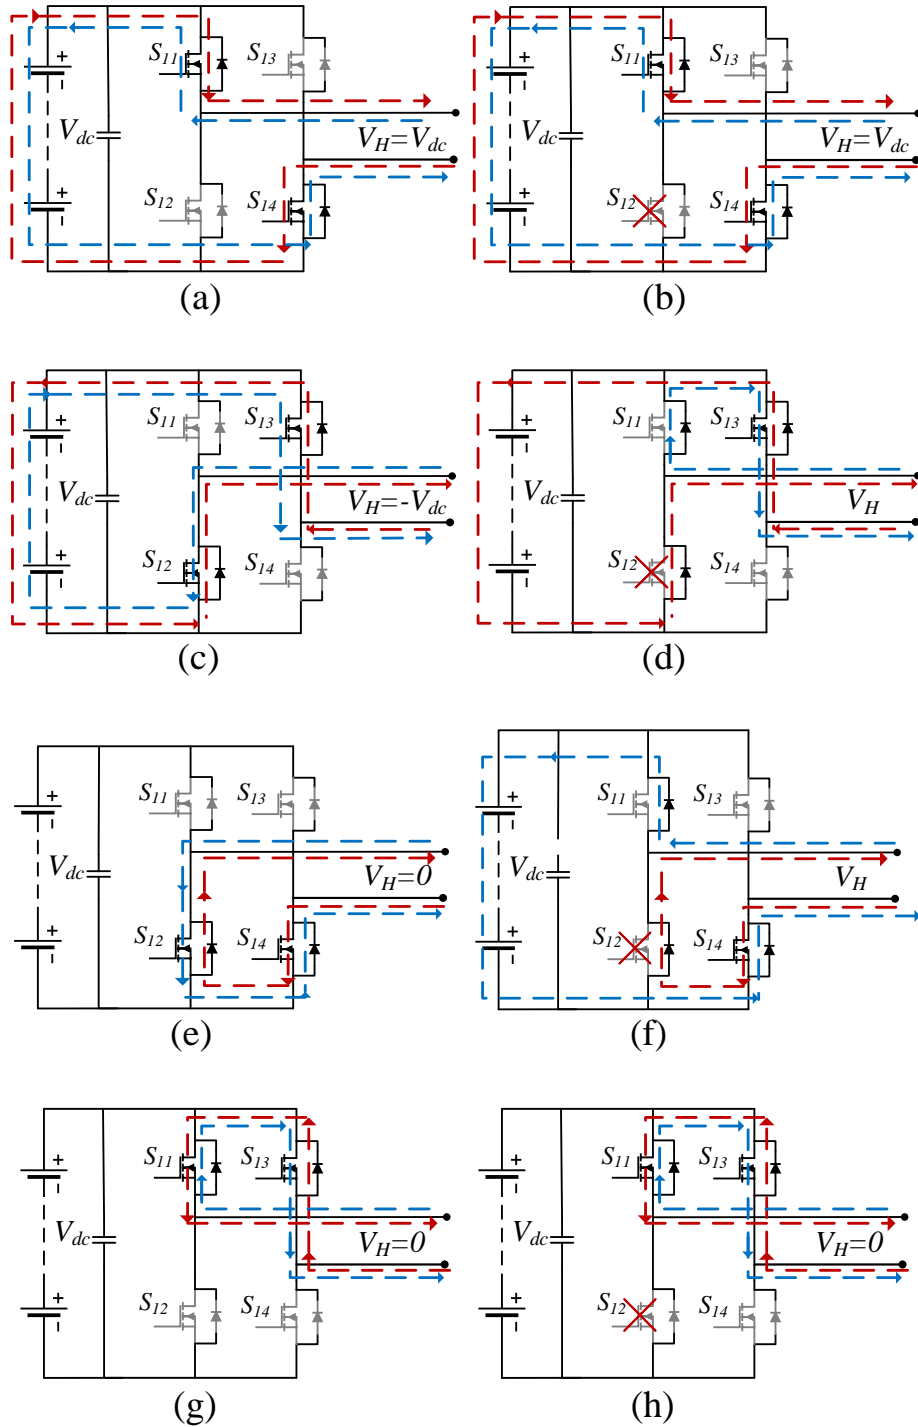 + S11 S13 + S11 S13
Vdc VH=Vdc Vdc VH=Vdc
+ S12 S14 + S12 S14
(a) (b)
+ S11 S13 + S11 S13
Vdc VH=-Vdc Vdc VH
+ S12 S14 + S12 S14
(c) (d)
+ S11 S13 + S11 S13
Vdc VH=0 Vdc VH
+ S12 S14 + S12 S14
(e) (f)
+ S11 S13 + S11 S13
Vdc VH=0 Vdc VH=0
+ S12 S14 + S12 S14
(g) (h)